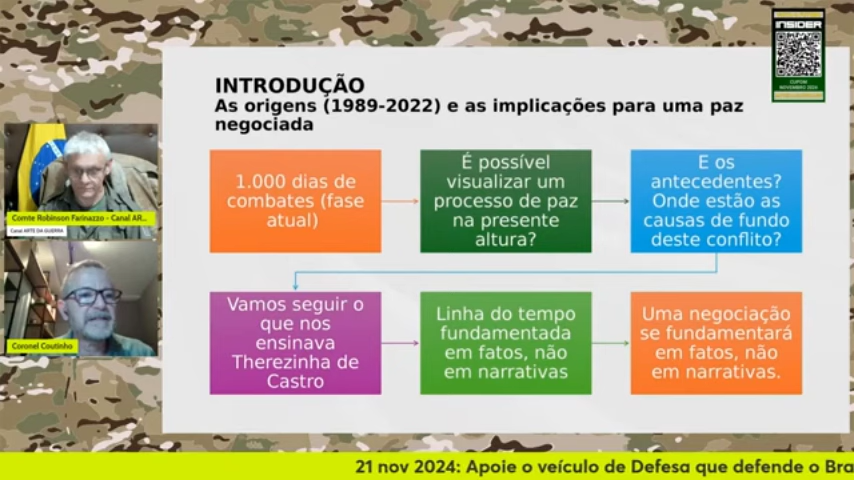 INSIDER
CUPOM
NOVEMBRO 2024
INTRODUÇÃO
As origens (1989-2022) e as implicações para uma paz
negociada
1.000 dias de
combates (fase
atual)
É possível
visualizar um
processo de paz
na presente
altura?
E os
antecedentes?
Onde estão as
causas de fundo
deste conflito?
Vamos seguir o
que nos
ensinava
Therezinha de
Castro
Linha do tempo
fundamentada
em fatos, não
em narrativas
Uma negociação
se fundamentará
em fatos, não
em narrativas.
Comte Robinson Farinazzo - Canal AR...
Canal ARTE DA GUERRA
Coronel Coutinho
21 nov 2024: Apoie o veículo de Defesa que defende o Bra